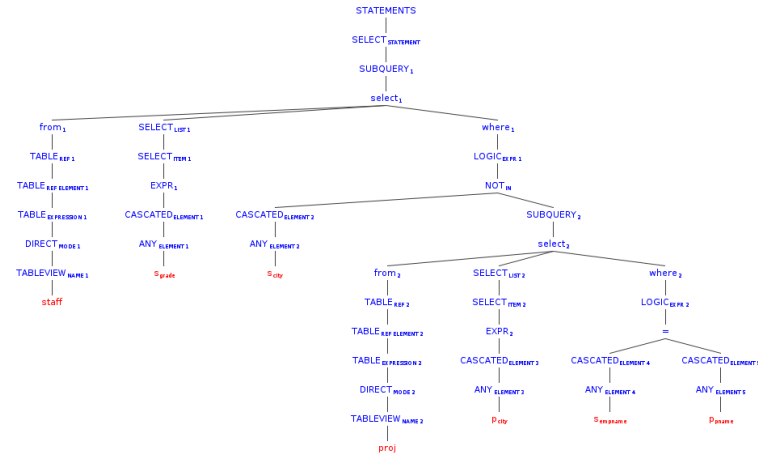 STATEMENTS
SELECT STATEMENT
SUBQUERY 1
select 1
from 1 SELECT LIST 1 where 1
TABLE REF 1 SELECT ITEM 1 LOGIC EXPR 1
TABLE REF ELEMENT 1 EXPR 1 NOT IN
TABLE EXPRESSION 1 CASCATED ELEMENT 1 CASCATED ELEMENT 2 SUBQUERY 2
DIRECT MODE 1 ANY ELEMENT 1 ANY ELEMENT 2 select 2
TABLEVIEW NAME 1 s grade s city from 2 SELECT LIST 2 where 2
staff TABLE REF 2 SELECT ITEM 2 LOGIC EXPR 2
TABLE REF ELEMENT 2 EXPR 2 =
TABLE EXPRESSION 2 CASCATED ELEMENT 3 CASCATED ELEMENT 4 CASCATED ELEMENT 5
DIRECT MODE 2 ANY ELEMENT 3 ANY ELEMENT 4 ANY ELEMENT 5
TABLEVIEW NAME 2 p city s empname p pname
proj